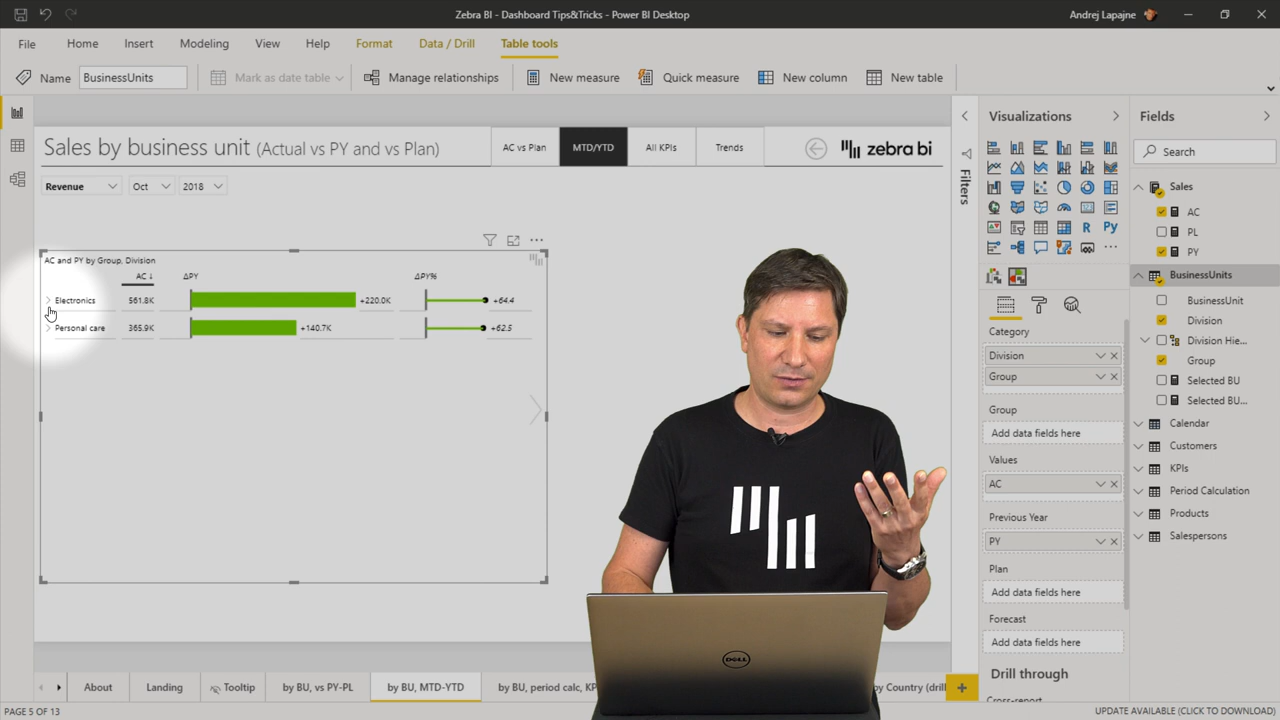 Zebra BI - Dashboard Tips&Tricks - Power BI Desktop
Andrej Lapajne
File Home Insert Modeling View Help Format Data / Drill Table tools
Name BusinessUnits Mark as date table Manage relationships New measure Quick measure New column New table
Sales by business unit (Actual vs PY and vs Plan)
AC vs Plan MTD/YTD All KPIs Trends
zebra bi
Revenue Oct 2018
AC and PY by Group, Division
AC ↓ ΔPY ΔPY%
Electronics 561.8K +220.0K +64.4
Personal care 365.9K +140.7K +62.5
DELL
Filters
Visualizations
R Py
Category
Division
Group
Group
Add data fields here
Values
AC
Previous Year
PY
Plan
Add data fields here
Forecast
Add data fields here
Drill through
Cross-report
Fields
Search
Sales
AC
PL
PY
BusinessUnits
BusinessUnit
Division
Division Hie...
Group
Selected BU
Selected BU...
Calendar
Customers
KPIs
Period Calculation
Products
Salespersons
About Landing Tooltip by BU, vs PY-PL by BU, MTD-YTD by BU, period calc, KP by Country (drill
PAGE 5 OF 13
UPDATE AVAILABLE (CLICK TO DOWNLOAD)